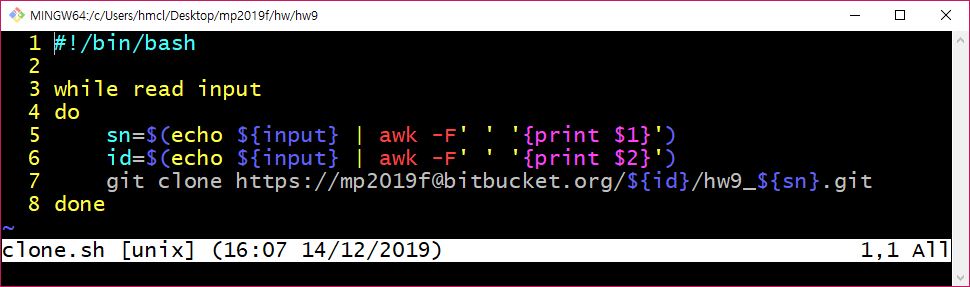 MINGW64:/c/Users/hmcl/Desktop/mp2019f/hw/hw9
1 #!/bin/bash
2
3 while read input
4 do
5     sn=$(echo ${input} | awk -F' ' '{print $1}')
6     id=$(echo ${input} | awk -F' ' '{print $2}')
7     git clone https://mp2019f@bitbucket.org/${id}/hw9_${sn}.git
8 done
~
clone.sh [unix] (16:07 14/12/2019) 1,1 All